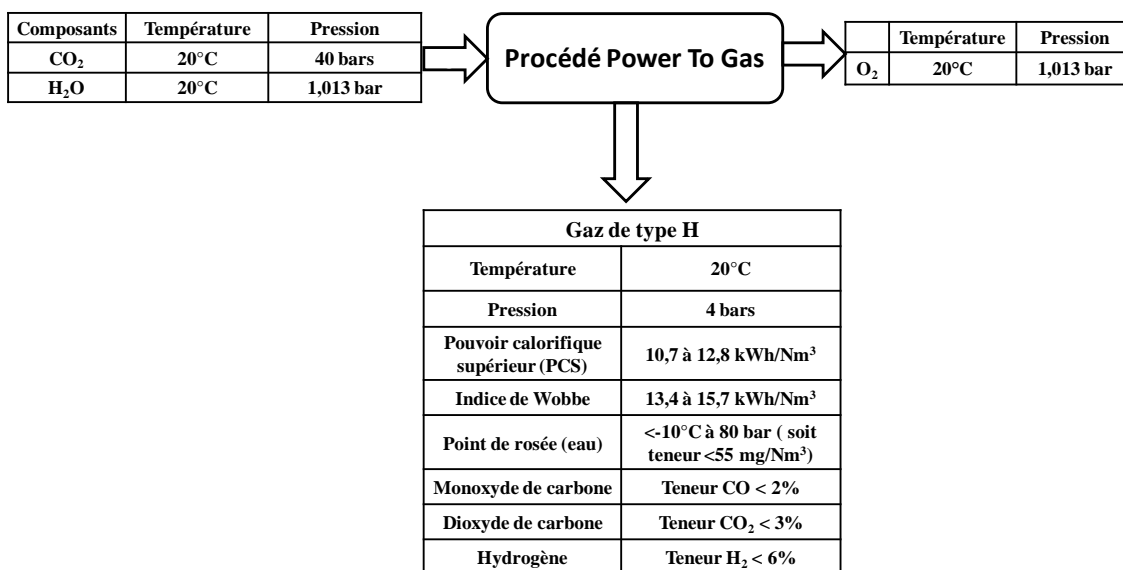 Composants Température Pression
CO₂ 20°C 40 bars
H₂O 20°C 1,013 bar
Procédé Power To Gas
Température Pression
O₂ 20°C 1,013 bar
Gaz de type H
Température 20°C
Pression 4 bars
Pouvoir calorifique
supérieur (PCS) 10,7 à 12,8 kWh/Nm³
Indice de Wobbe 13,4 à 15,7 kWh/Nm³
Point de rosée (eau) <-10°C à 80 bar ( soit
teneur <55 mg/Nm³)
Monoxyde de carbone Teneur CO < 2%
Dioxyde de carbone Teneur CO₂ < 3%
Hydrogène Teneur H₂ < 6%